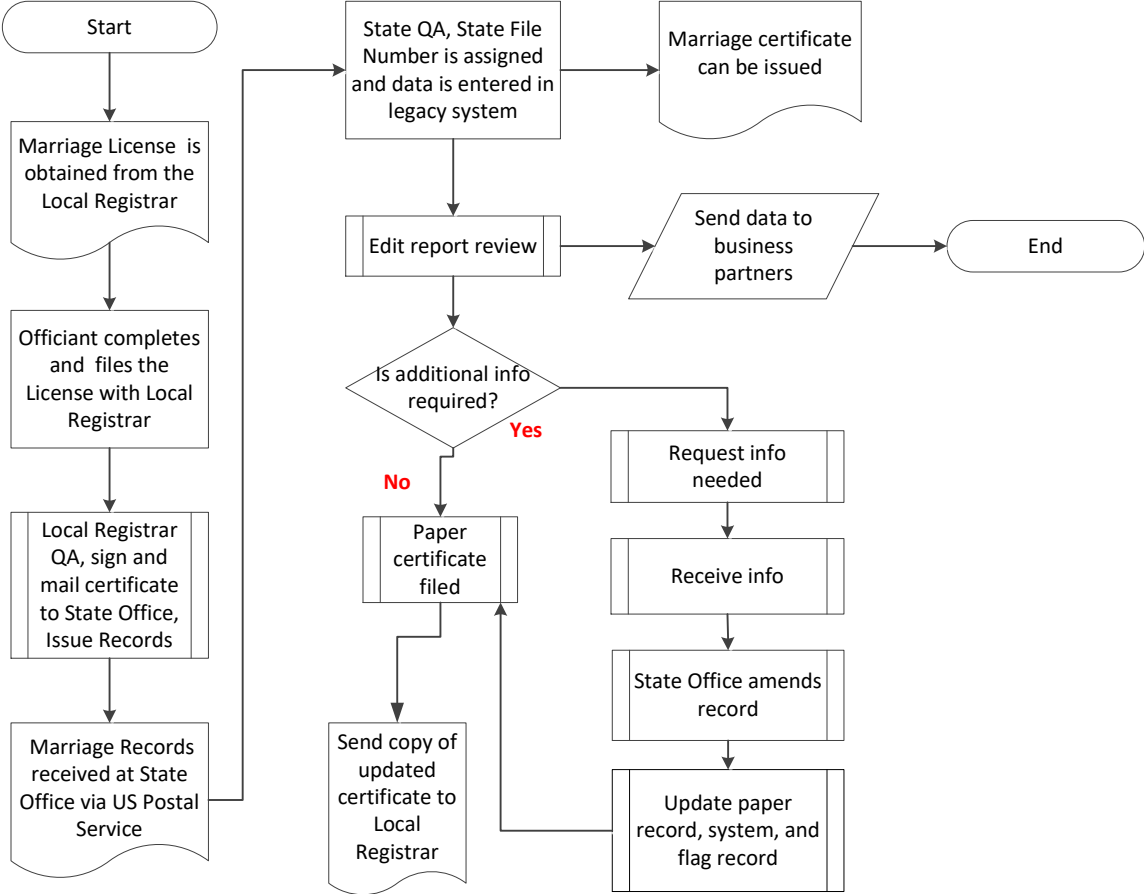 Start
Marriage License  is
obtained from the
Local Registrar
Officiant completes
and  files the
License with Local
Registrar
Local Registrar
QA, sign and
mail certificate
to State Office,
Issue Records
Marriage Records
received at State
Office via US Postal
Service
State QA, State File
Number is assigned
and data is entered in
legacy system
Marriage certificate
can be issued
Edit report review
Send data to
business
partners
End
Is additional info
required?
Yes
No
Request info
needed
Receive info
State Office amends
record
Update paper
record, system, and
flag record
Paper
certificate
filed
Send copy of
updated
certificate to
Local
Registrar